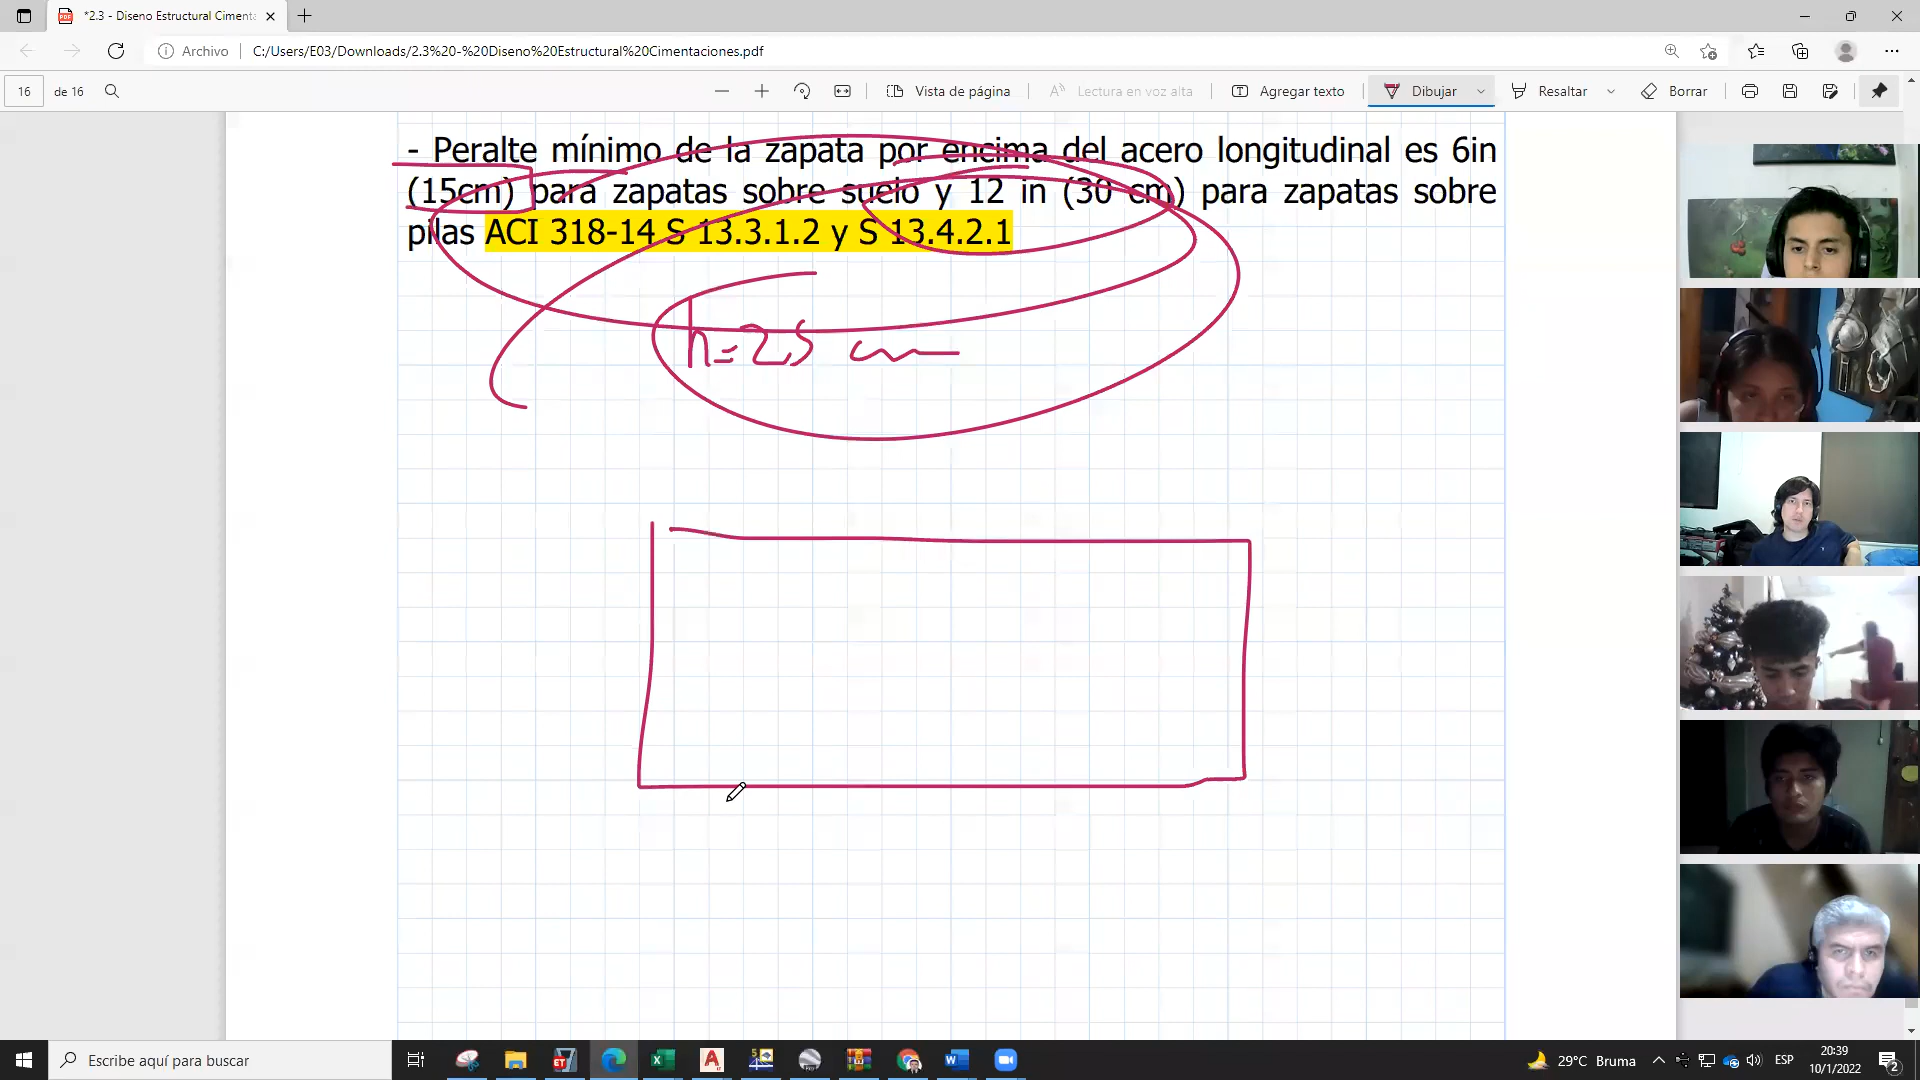 *2.3 - Diseno Estructural Ciment
Archivo
C:/Users/E03/Downloads/2.3%20-%20Diseno%20Estructural%20Cimentaciones.pdf
16 de 16
Vista de página
Lectura en voz alta
Agregar texto
Dibujar
Resaltar
Borrar
- Peralte mínimo de la zapata por encima del acero longitudinal es 6in
(15cm) para zapatas sobre suelo y 12 in (30 cm) para zapatas sobre
pilas ACI 318-14 S 13.3.1.2 y S 13.4.2.1
h=25 cm
Escribe aquí para buscar
29°C Bruma
ESP
20:39
10/1/2022
2